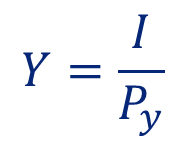 Y = I / P_y